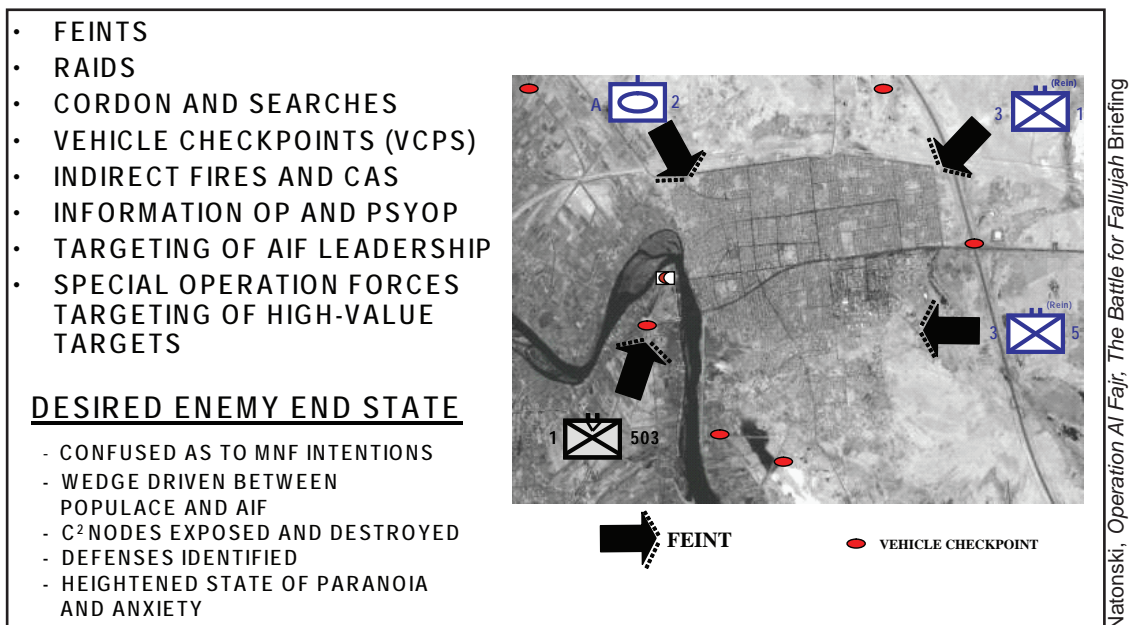 • FEINTS
• RAIDS
• CORDON AND SEARCHES
• VEHICLE CHECKPOINTS (VCPS)
• INDIRECT FIRES AND CAS
• INFORMATION OP AND PSYOP
• TARGETING OF AIF LEADERSHIP
• SPECIAL OPERATION FORCES
TARGETING OF HIGH-VALUE
TARGETS
DESIRED ENEMY END STATE
- CONFUSED AS TO MNF INTENTIONS
- WEDGE DRIVEN BETWEEN
POPULACE AND AIF
- C² NODES EXPOSED AND DESTROYED
- DEFENSES IDENTIFIED
- HEIGHTENED STATE OF PARANOIA
AND ANXIETY
A 2
(Rein)
3 1
(Rein)
3 5
1 503
FEINT
VEHICLE CHECKPOINT
Natonski, Operation Al Fajr, The Battle for Fallujah Briefing